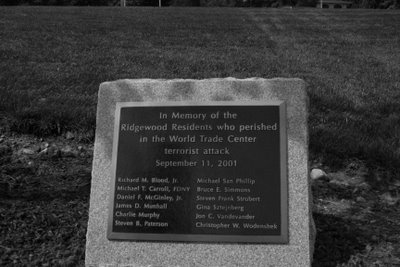 In Memory of the
Ridgewood Residents who perished
in the World Trade Center
terrorist attack
September 11, 2001
Richard M. Blood, Jr.
Michael T. Carroll, FDNY
Daniel F. McGinley, Jr.
James D. Munhall
Charlie Murphy
Steven B. Paterson
Michael San Phillip
Bruce E. Simmons
Steven Frank Strobert
Gina Sztejnberg
Jon C. Vandevander
Christopher W. Wodenshek